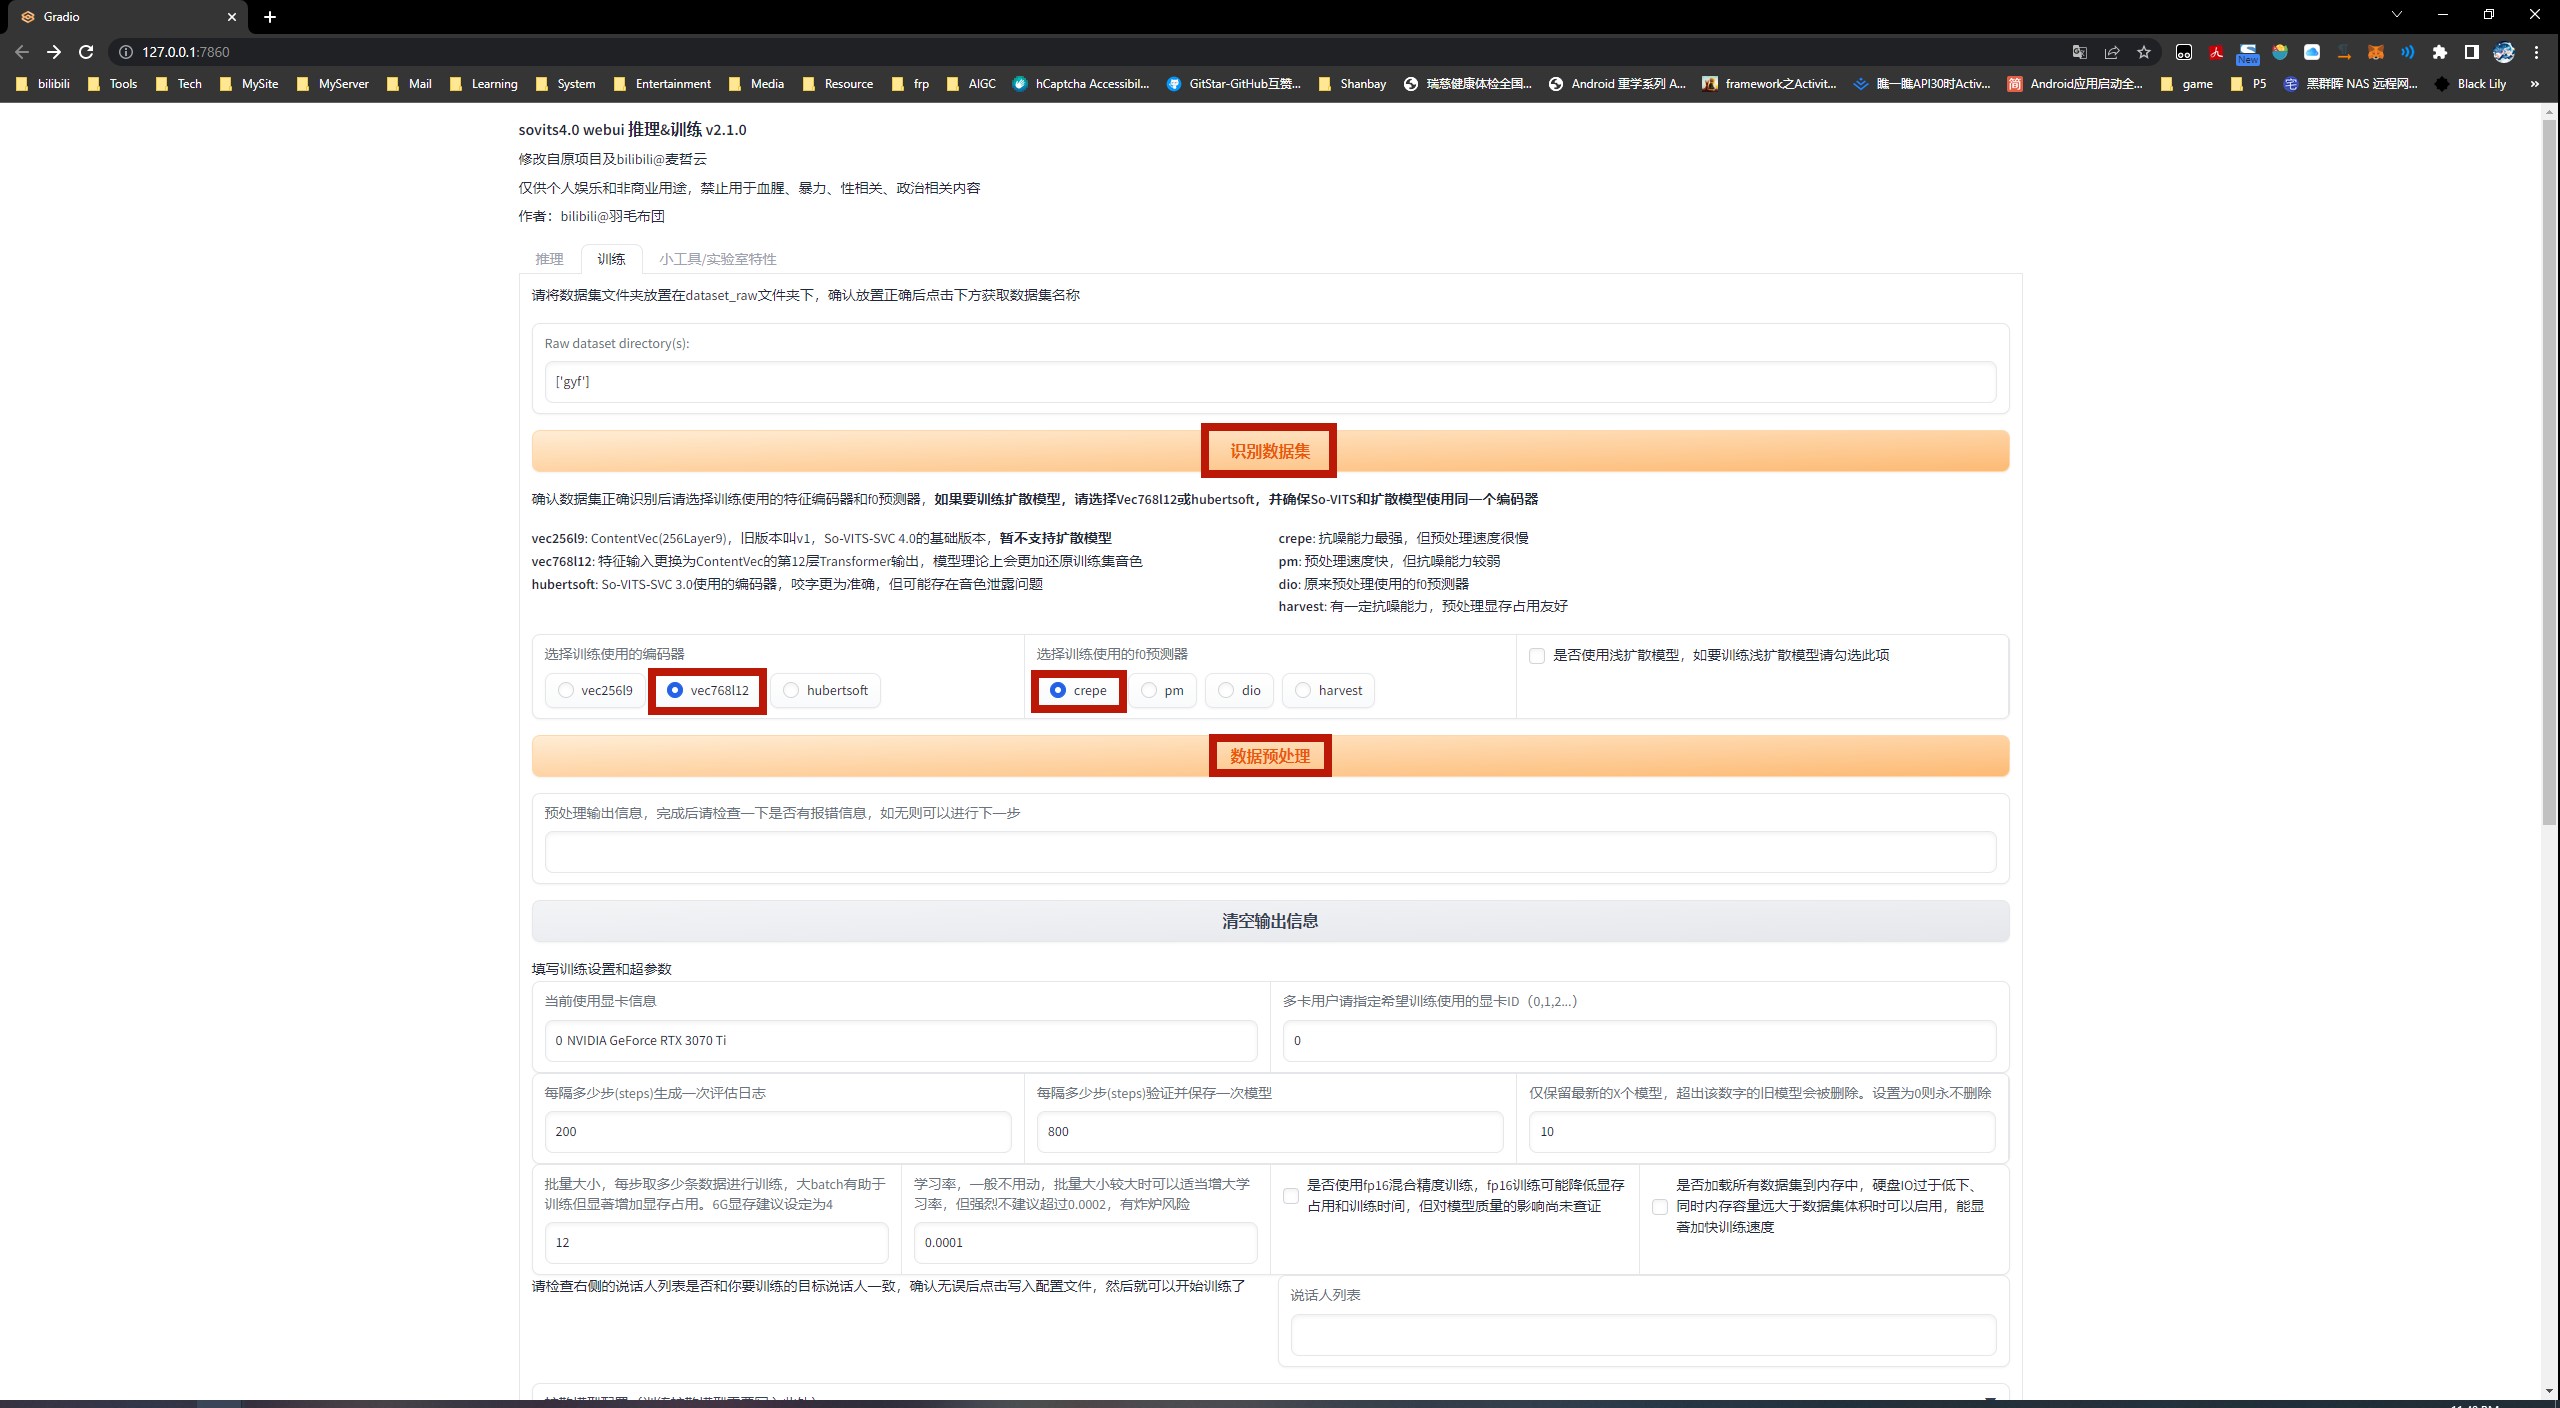 Gradio
127.0.0.1:7860
New
bilibili Tools Tech MySite MyServer Mail Learning System Entertainment Media Resource frp AIGC hCaptcha Accessibil... GitStar-GitHub互赞... Shanbay 瑞慈健康体检全国... Android 重学系列 A... framework之Activit... 瞧一瞧API30时Activ... Android应用启动全... game P5 黑群晖 NAS 远程网... Black Lily »
sovits4.0 webui 推理&训练 v2.1.0
修改自原项目及bilibili@麦哲云
仅供个人娱乐和非商业用途，禁止用于血腥、暴力、性相关、政治相关内容
作者：bilibili@羽毛布団
推理 训练 小工具/实验室特性
请将数据集文件夹放置在dataset_raw文件夹下，确认放置正确后点击下方获取数据集名称
Raw dataset directory(s):
['gyf']
识别数据集
确认数据集正确识别后请选择训练使用的特征编码器和f0预测器，如果要训练扩散模型，请选择Vec768l12或hubertsoft，并确保So-VITS和扩散模型使用同一个编码器
vec256l9: ContentVec(256Layer9)，旧版本叫v1，So-VITS-SVC 4.0的基础版本，暂不支持扩散模型
vec768l12: 特征输入更换为ContentVec的第12层Transformer输出，模型理论上会更加还原训练集音色
hubertsoft: So-VITS-SVC 3.0使用的编码器，咬字更为准确，但可能存在音色泄露问题
crepe: 抗噪能力最强，但预处理速度很慢
pm: 预处理速度快，但抗噪能力较弱
dio: 原来预处理使用的f0预测器
harvest: 有一定抗噪能力，预处理显存占用友好
选择训练使用的编码器
vec256l9 vec768l12 hubertsoft
选择训练使用的f0预测器
crepe pm dio harvest
是否使用浅扩散模型，如要训练浅扩散模型请勾选此项
数据预处理
预处理输出信息，完成后请检查一下是否有报错信息，如无则可以进行下一步
清空输出信息
填写训练设置和超参数
当前使用显卡信息
0 NVIDIA GeForce RTX 3070 Ti
多卡用户请指定希望训练使用的显卡ID（0,1,2...）
0
每隔多少步(steps)生成一次评估日志
200
每隔多少步(steps)验证并保存一次模型
800
仅保留最新的X个模型，超出该数字的旧模型会被删除。设置为0则永不删除
10
批量大小，每步取多少条数据进行训练，大batch有助于
训练但显著增加显存占用。6G显存建议设定为4
12
学习率，一般不用动，批量大小较大时可以适当增大学
习率，但强烈不建议超过0.0002，有炸炉风险
0.0001
是否使用fp16混合精度训练，fp16训练可能降低显存
占用和训练时间，但对模型质量的影响尚未查证
是否加载所有数据集到内存中，硬盘IO过于低下、
同时内存容量远大于数据集体积时可以启用，能显
著加快训练速度
请检查右侧的说话人列表是否和你要训练的目标说话人一致，确认无误后点击写入配置文件，然后就可以开始训练了
说话人列表